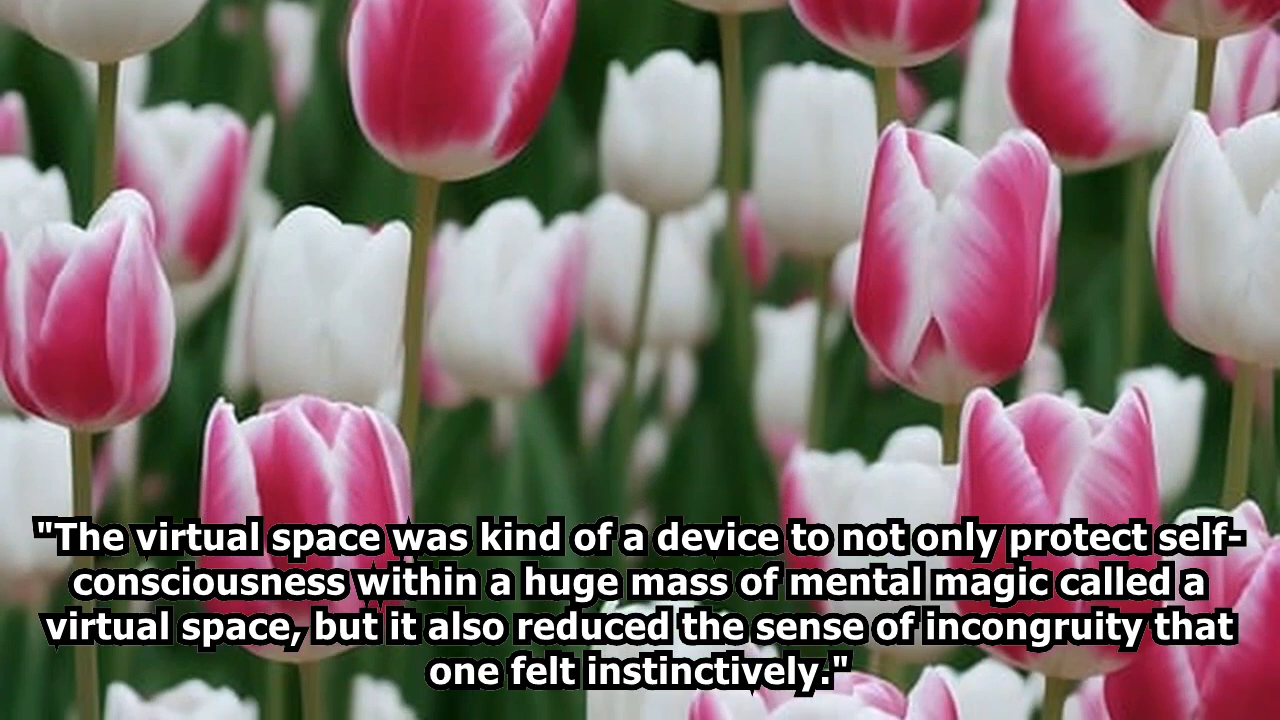 "The virtual space was kind of a device to not only protect self-
consciousness within a huge mass of mental magic called a
virtual space, but it also reduced the sense of incongruity that
one felt instinctively."